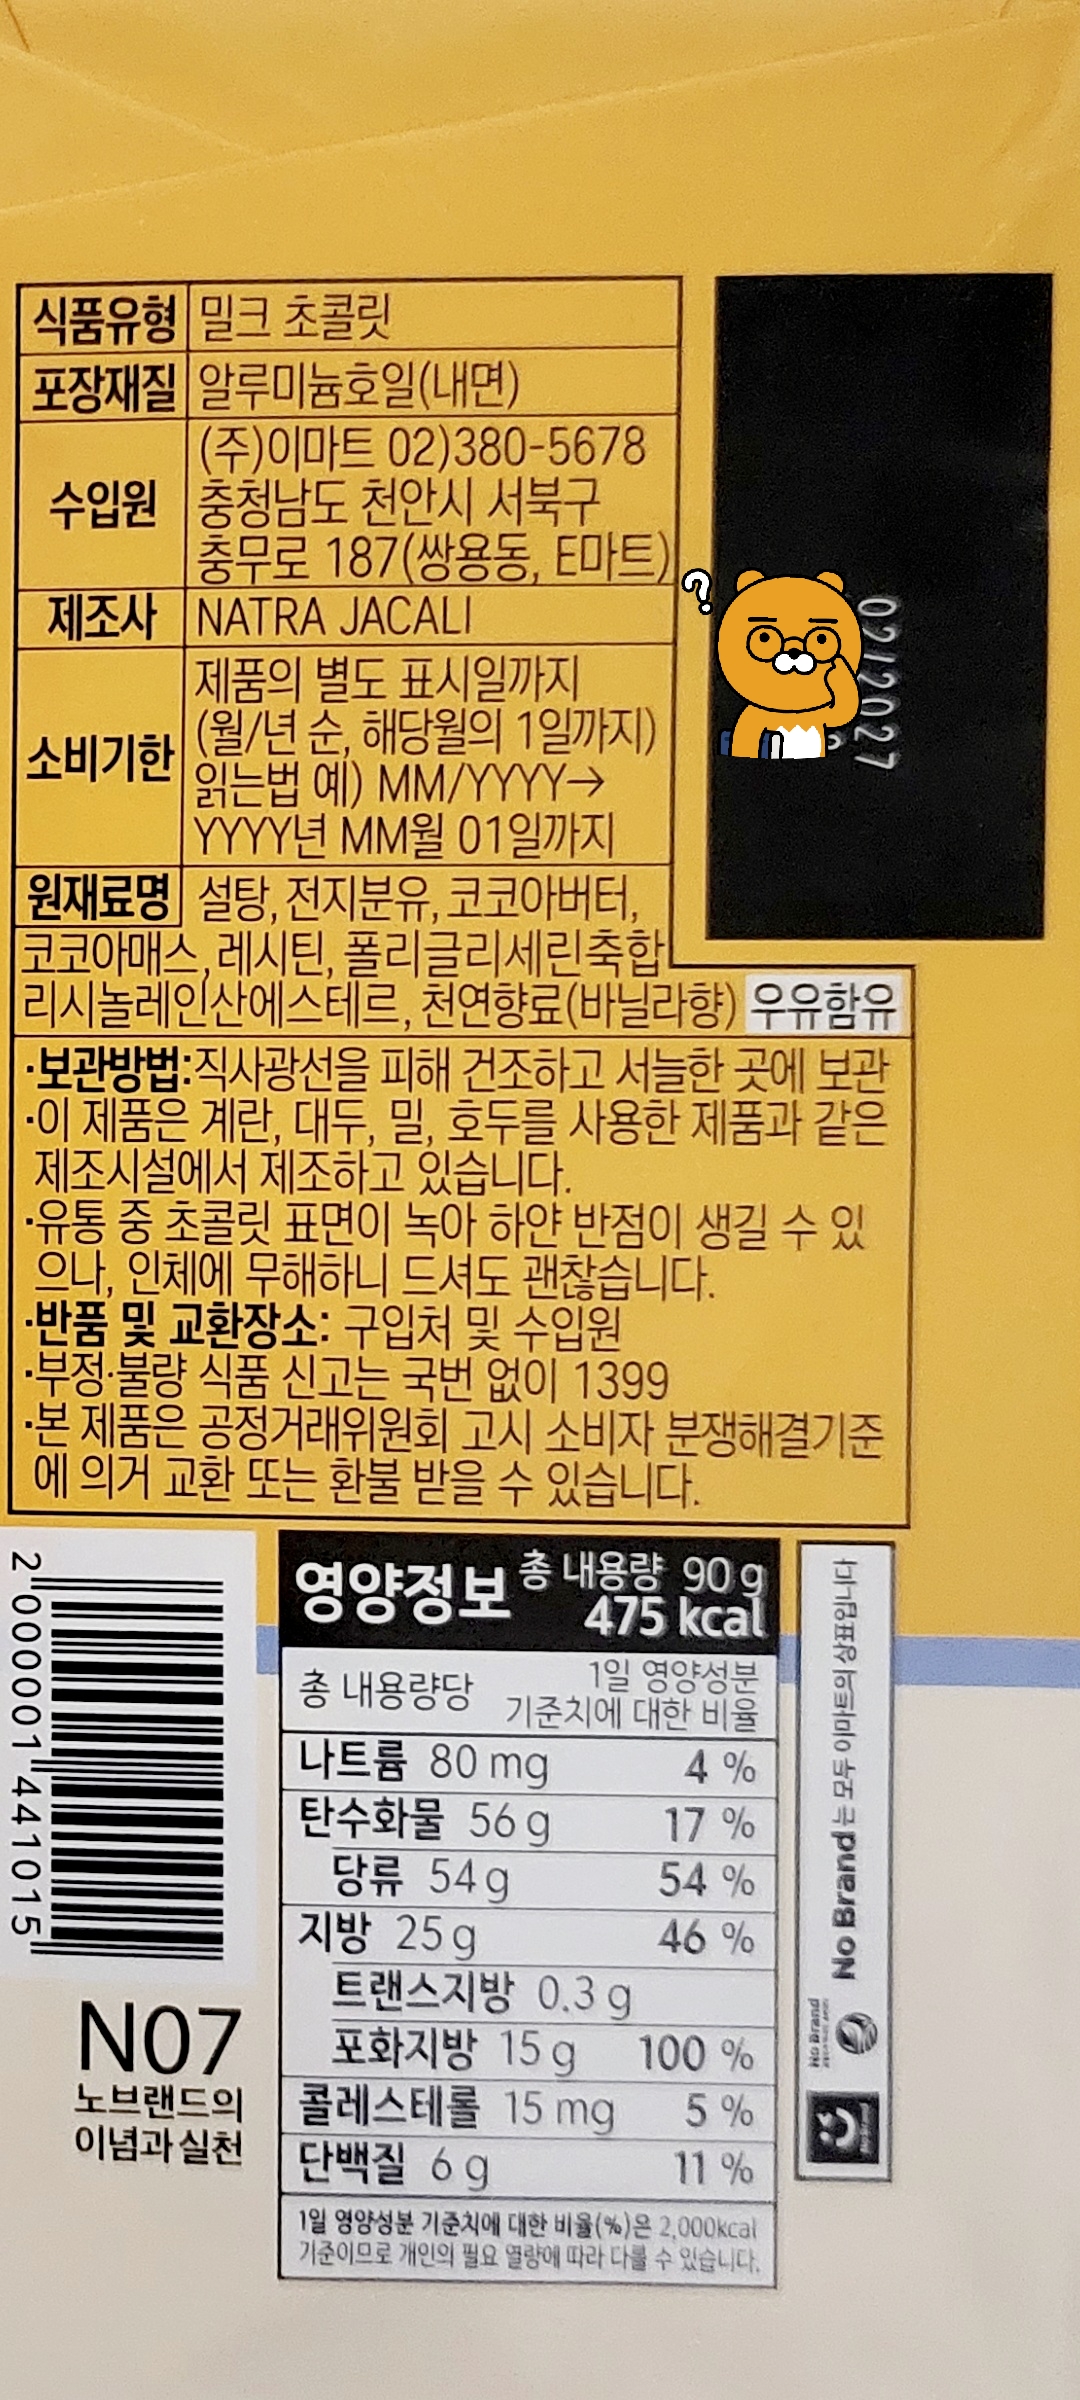 식품유형 밀크 초콜릿
포장재질 알루미늄호일(내면)
수입원 (주)이마트 02)380-5678
충청남도 천안시 서북구
충무로 187(쌍용동, E마트)
제조사 NATRA JACALI
소비기한 제품의 별도 표시일까지
(월/년 순, 해당월의 1일까지)
읽는법 예) MM/YYYY→
YYYY년 MM월 01일까지
원재료명 설탕, 전지분유, 코코아버터,
코코아매스, 레시틴, 폴리글리세린축합
리시놀레인산에스테르, 천연향료(바닐라향) 우유함유
·보관방법:직사광선을 피해 건조하고 서늘한 곳에 보관
·이 제품은 계란, 대두, 밀, 호두를 사용한 제품과 같은
제조시설에서 제조하고 있습니다.
·유통 중 초콜릿 표면이 녹아 하얀 반점이 생길 수 있
으나, 인체에 무해하니 드셔도 괜찮습니다.
·반품 및 교환장소: 구입처 및 수입원
·부정·불량 식품 신고는 국번 없이 1399
·본 제품은 공정거래위원회 고시 소비자 분쟁해결기준
에 의거 교환 또는 환불 받을 수 있습니다.
?
02/2027
2 000001 441015
N07
노브랜드의
이념과 실천
영양정보 총 내용량 90 g
475 kcal
총 내용량당 1일 영양성분
기준치에 대한 비율
나트륨 80 mg 4 %
탄수화물 56 g 17 %
당류 54 g 54 %
지방 25 g 46 %
트랜스지방 0.3 g
포화지방 15 g 100 %
콜레스테롤 15 mg 5 %
단백질 6 g 11 %
1일 영양성분 기준치에 대한 비율(%)은 2,000kcal
기준이므로 개인의 필요 열량에 따라 다를 수 있습니다.
No Brand는 모두 이마트의 상표입니다
No Brand